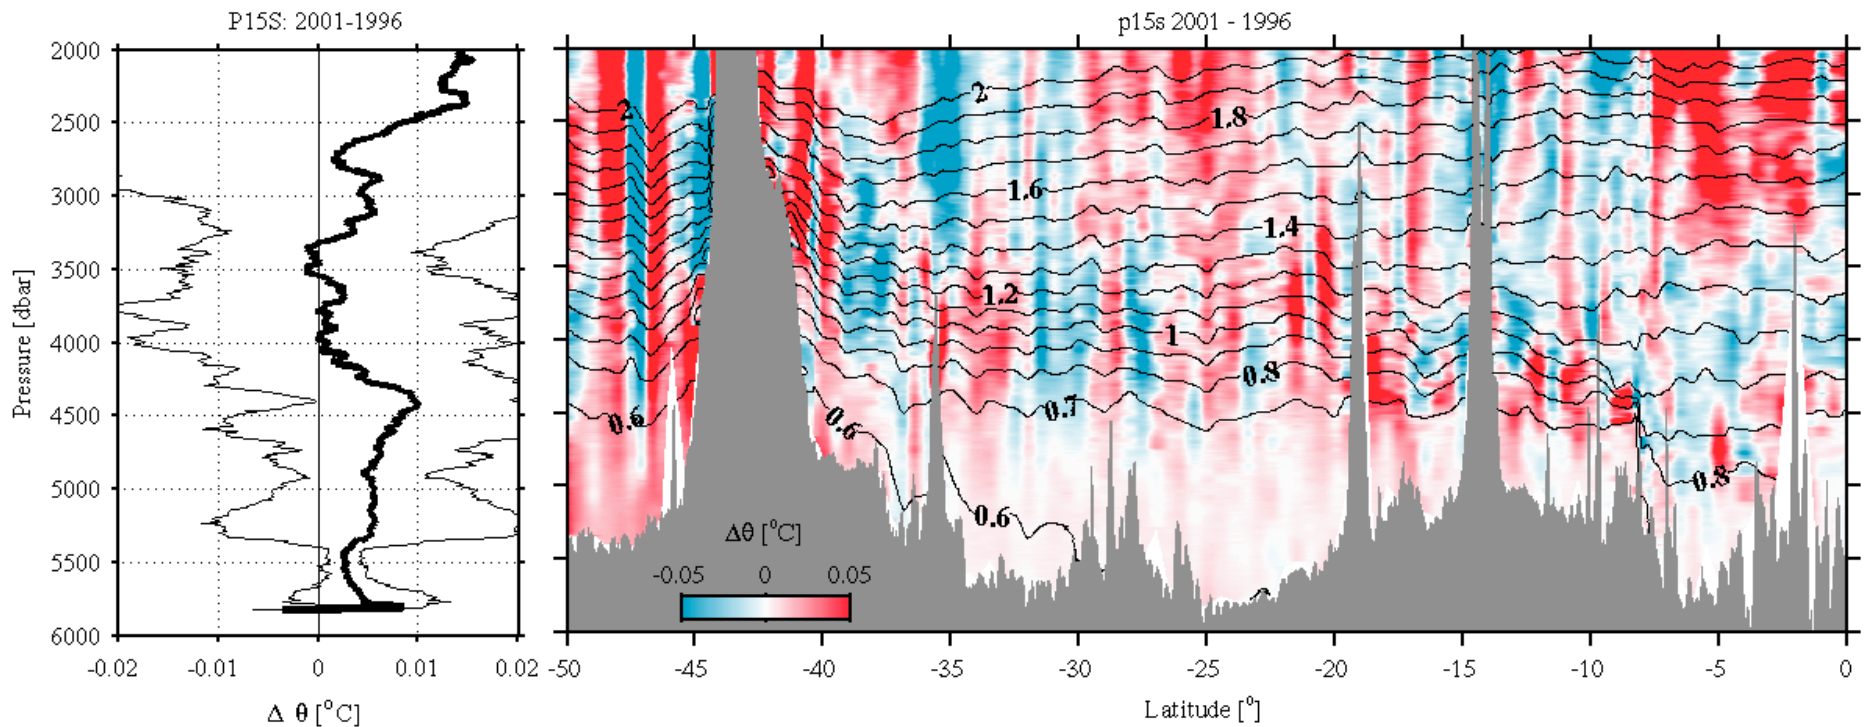 P15S: 2001-1996
2000
2500
3000
3500
4000
4500
5000
5500
6000
Pressure [dbar]
-0.02 -0.01 0 0.01 0.02
Δ θ [°C]
p15s 2001 - 1996
2 2 1.8
1.6
1.4
1.2
1
0.8
0.7
0.6 0.6
0.8
0.6
Δθ [°C]
-0.05 0 0.05
-50 -45 -40 -35 -30 -25 -20 -15 -10 -5 0
Latitude [°]